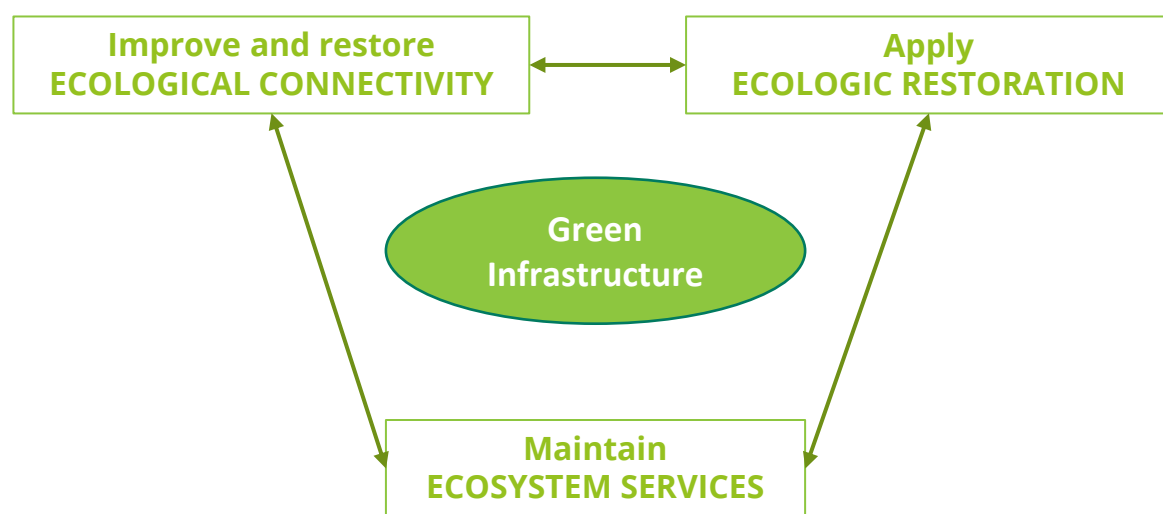 Improve and restore
ECOLOGICAL CONNECTIVITY
Apply
ECOLOGIC RESTORATION
Green
Infrastructure
Maintain
ECOSYSTEM SERVICES